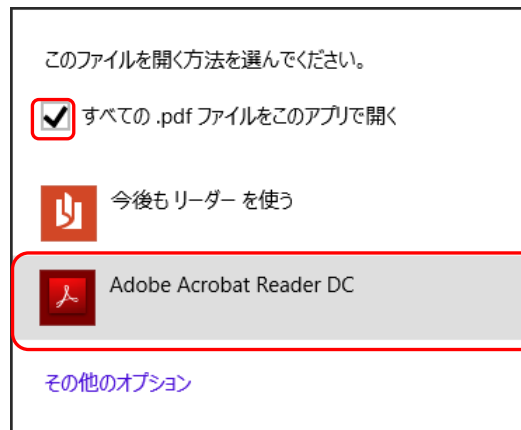 このファイルを開く方法を選んでください。
すべての .pdf ファイルをこのアプリで開く
今後も リーダー を使う
Adobe Acrobat Reader DC
その他のオプション